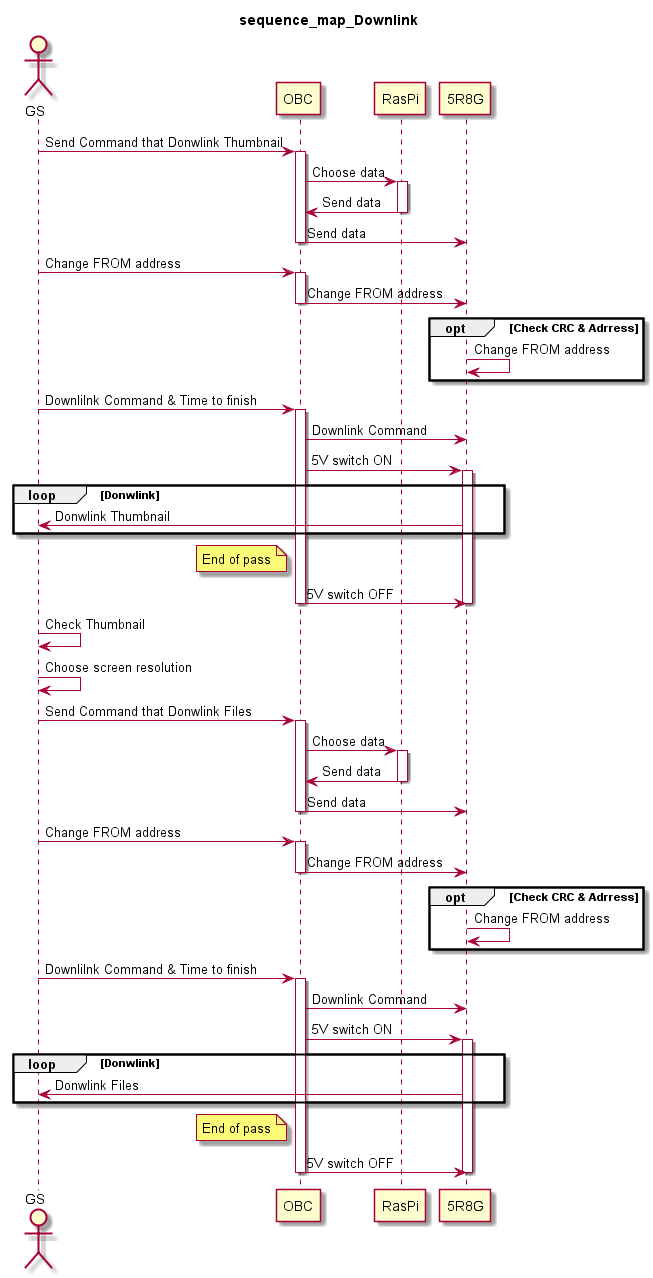 sequence_map_Downlink
GS
OBC
RasPi
5R8G
Send Command that Donwlink Thumbnail
Choose data
Send data
Send data
Change FROM address
Change FROM address
opt [Check CRC & Adrress]
Change FROM address
Downlilnk Command & Time to finish
Downlink Command
5V switch ON
loop [Donwlink]
Donwlink Thumbnail
End of pass
5V switch OFF
Check Thumbnail
Choose screen resolution
Send Command that Donwlink Files
Choose data
Send data
Send data
Change FROM address
Change FROM address
opt [Check CRC & Adrress]
Change FROM address
Downlilnk Command & Time to finish
Downlink Command
5V switch ON
loop [Donwlink]
Donwlink Files
End of pass
5V switch OFF
GS
OBC
RasPi
5R8G